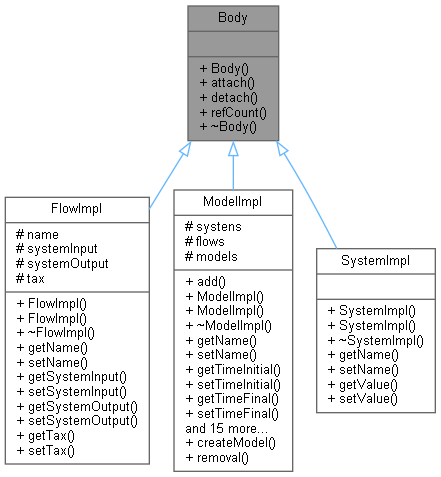 Body
+ Body()
+ attach()
+ detach()
+ refCount()
+ ~Body()
FlowImpl
# name
# systemInput
# systemOutput
# tax
+ FlowImpl()
+ FlowImpl()
+ ~FlowImpl()
+ getName()
+ setName()
+ getSystemInput()
+ setSystemInput()
+ getSystemOutput()
+ setSystemOutput()
+ getTax()
+ setTax()
ModelImpl
# systens
# flows
# models
+ add()
+ ModelImpl()
+ ModelImpl()
+ ~ModelImpl()
+ getName()
+ setName()
+ getTimeInitial()
+ setTimeInitial()
+ getTimeFinal()
+ setTimeFinal()
and 15 more...
+ createModel()
+ removal()
SystemImpl
+ SystemImpl()
+ SystemImpl()
+ ~SystemImpl()
+ getName()
+ setName()
+ getValue()
+ setValue()